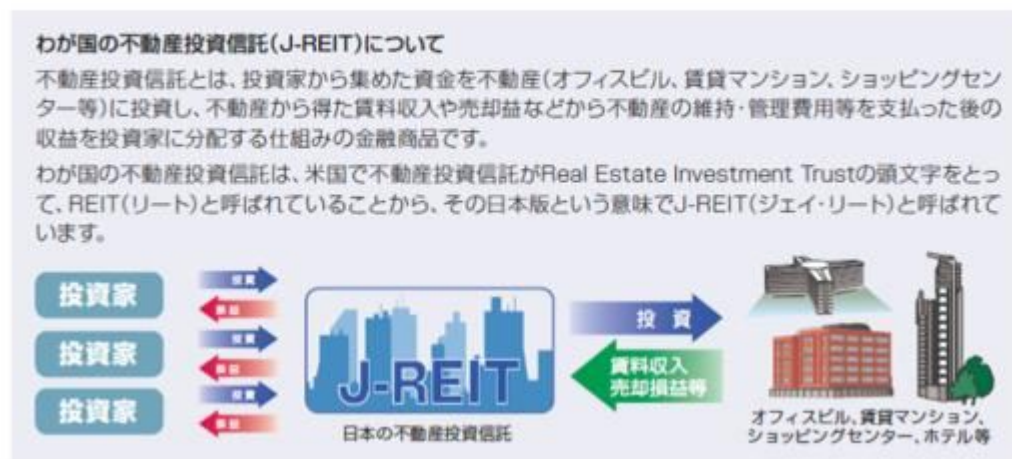 わが国の不動産投資信託(J-REIT)について
不動産投資信託とは、投資家から集めた資金を不動産(オフィスビル、賃貸マンション、ショッピングセン
ター等)に投資し、不動産から得た賃料収入や売却益などから不動産の維持・管理費用等を支払った後の
収益を投資家に分配する仕組みの金融商品です。
わが国の不動産投資信託は、米国で不動産投資信託がReal Estate Investment Trustの頭文字をとっ
て、REIT(リート)と呼ばれていることから、その日本版という意味でJ-REIT(ジェイ・リート)と呼ばれて
います。
投資家
投資
投資家
投資
投資家
投資
J-REIT
日本の不動産投資信託
投資
賃料収入
売却損益等
オフィスビル、賃貸マンション、
ショッピングセンター、ホテル等